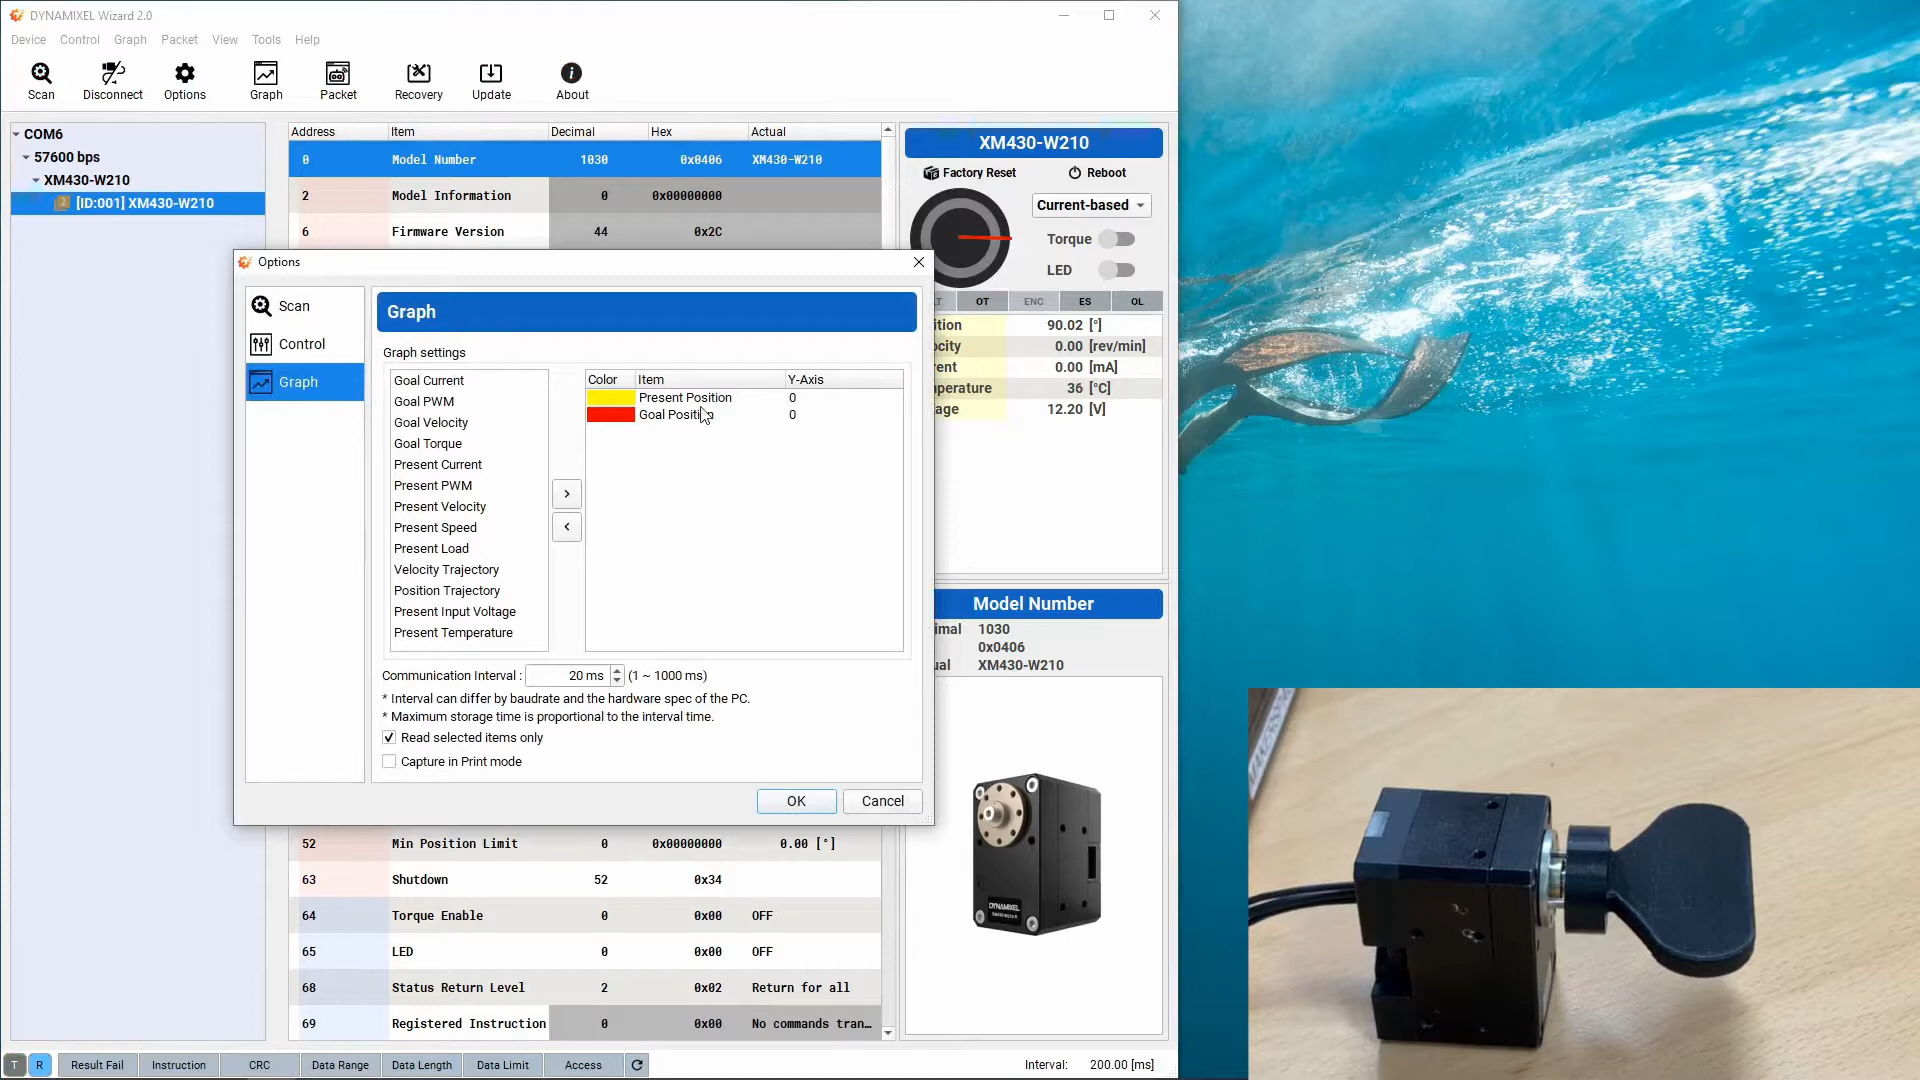 DYNAMIXEL Wizard 2.0
Device Control Graph Packet View Tools Help
Scan Disconnect Options Graph Packet Recovery Update About
COM6
57600 bps
XM430-W210
[ID:001] XM430-W210
Address Item Decimal Hex Actual
0 Model Number 1030 0x0406 XM430-W210
2 Model Information 0 0x00000000
6 Firmware Version 44 0x2C
XM430-W210
Factory Reset Reboot
Current-based
Torque
LED
LT OT ENC ES OL
ition 90.02 [°]
ocity 0.00 [rev/min]
rent 0.00 [mA]
nperature 36 [°C]
age 12.20 [V]
Options
Scan
Control
Graph
Graph
Graph settings
Goal Current
Goal PWM
Goal Velocity
Goal Torque
Present Current
Present PWM
Present Velocity
Present Speed
Present Load
Velocity Trajectory
Position Trajectory
Present Input Voltage
Present Temperature
>
<
Color Item Y-Axis
Present Position 0
Goal Position 0
Communication Interval : 20 ms (1 ~ 1000 ms)
* Interval can differ by baudrate and the hardware spec of the PC.
* Maximum storage time is proportional to the interval time.
Read selected items only
Capture in Print mode
OK Cancel
Model Number
imal 1030
0x0406
ual XM430-W210
DYNAMIXEL
52 Min Position Limit 0 0x00000000 0.00 [°]
63 Shutdown 52 0x34
64 Torque Enable 0 0x00 OFF
65 LED 0 0x00 OFF
68 Status Return Level 2 0x02 Return for all
69 Registered Instruction 0 0x00 No commands tran…
T R Result Fail Instruction CRC Data Range Data Length Data Limit Access
Interval: 200.00 [ms]